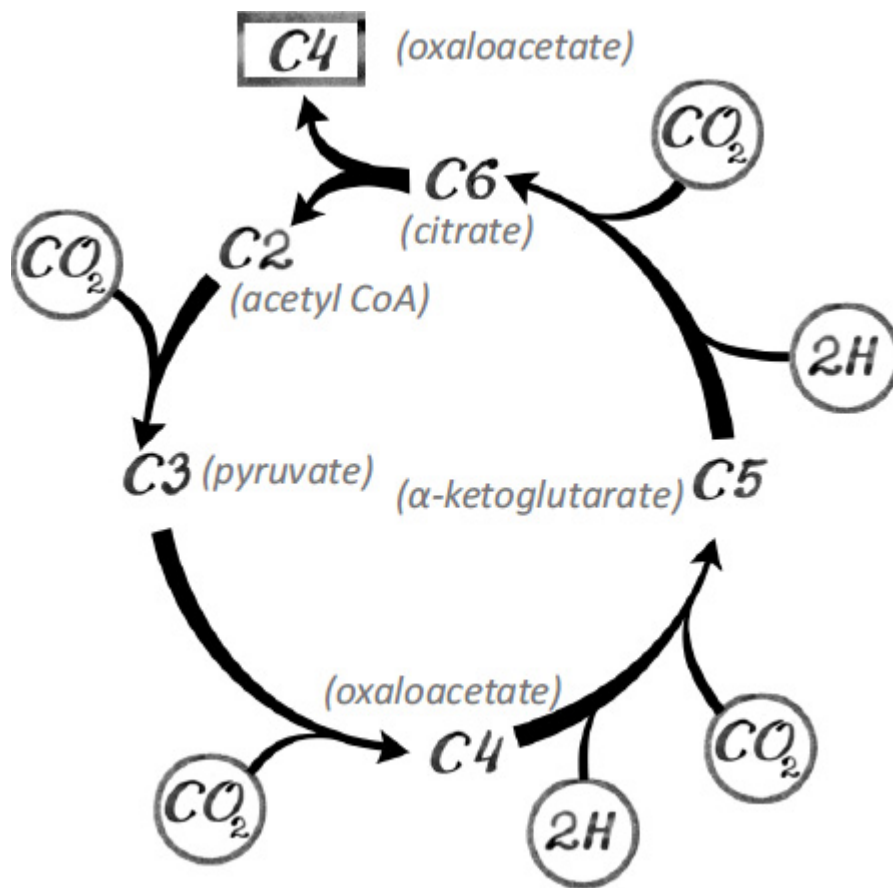 C4 (oxaloacetate)
CO₂
C6
(citrate)
CO₂
C2
(acetyl CoA)
2H
C3 (pyruvate)
(α-ketoglutarate) C5
(oxaloacetate)
C4
CO₂
CO₂
2H